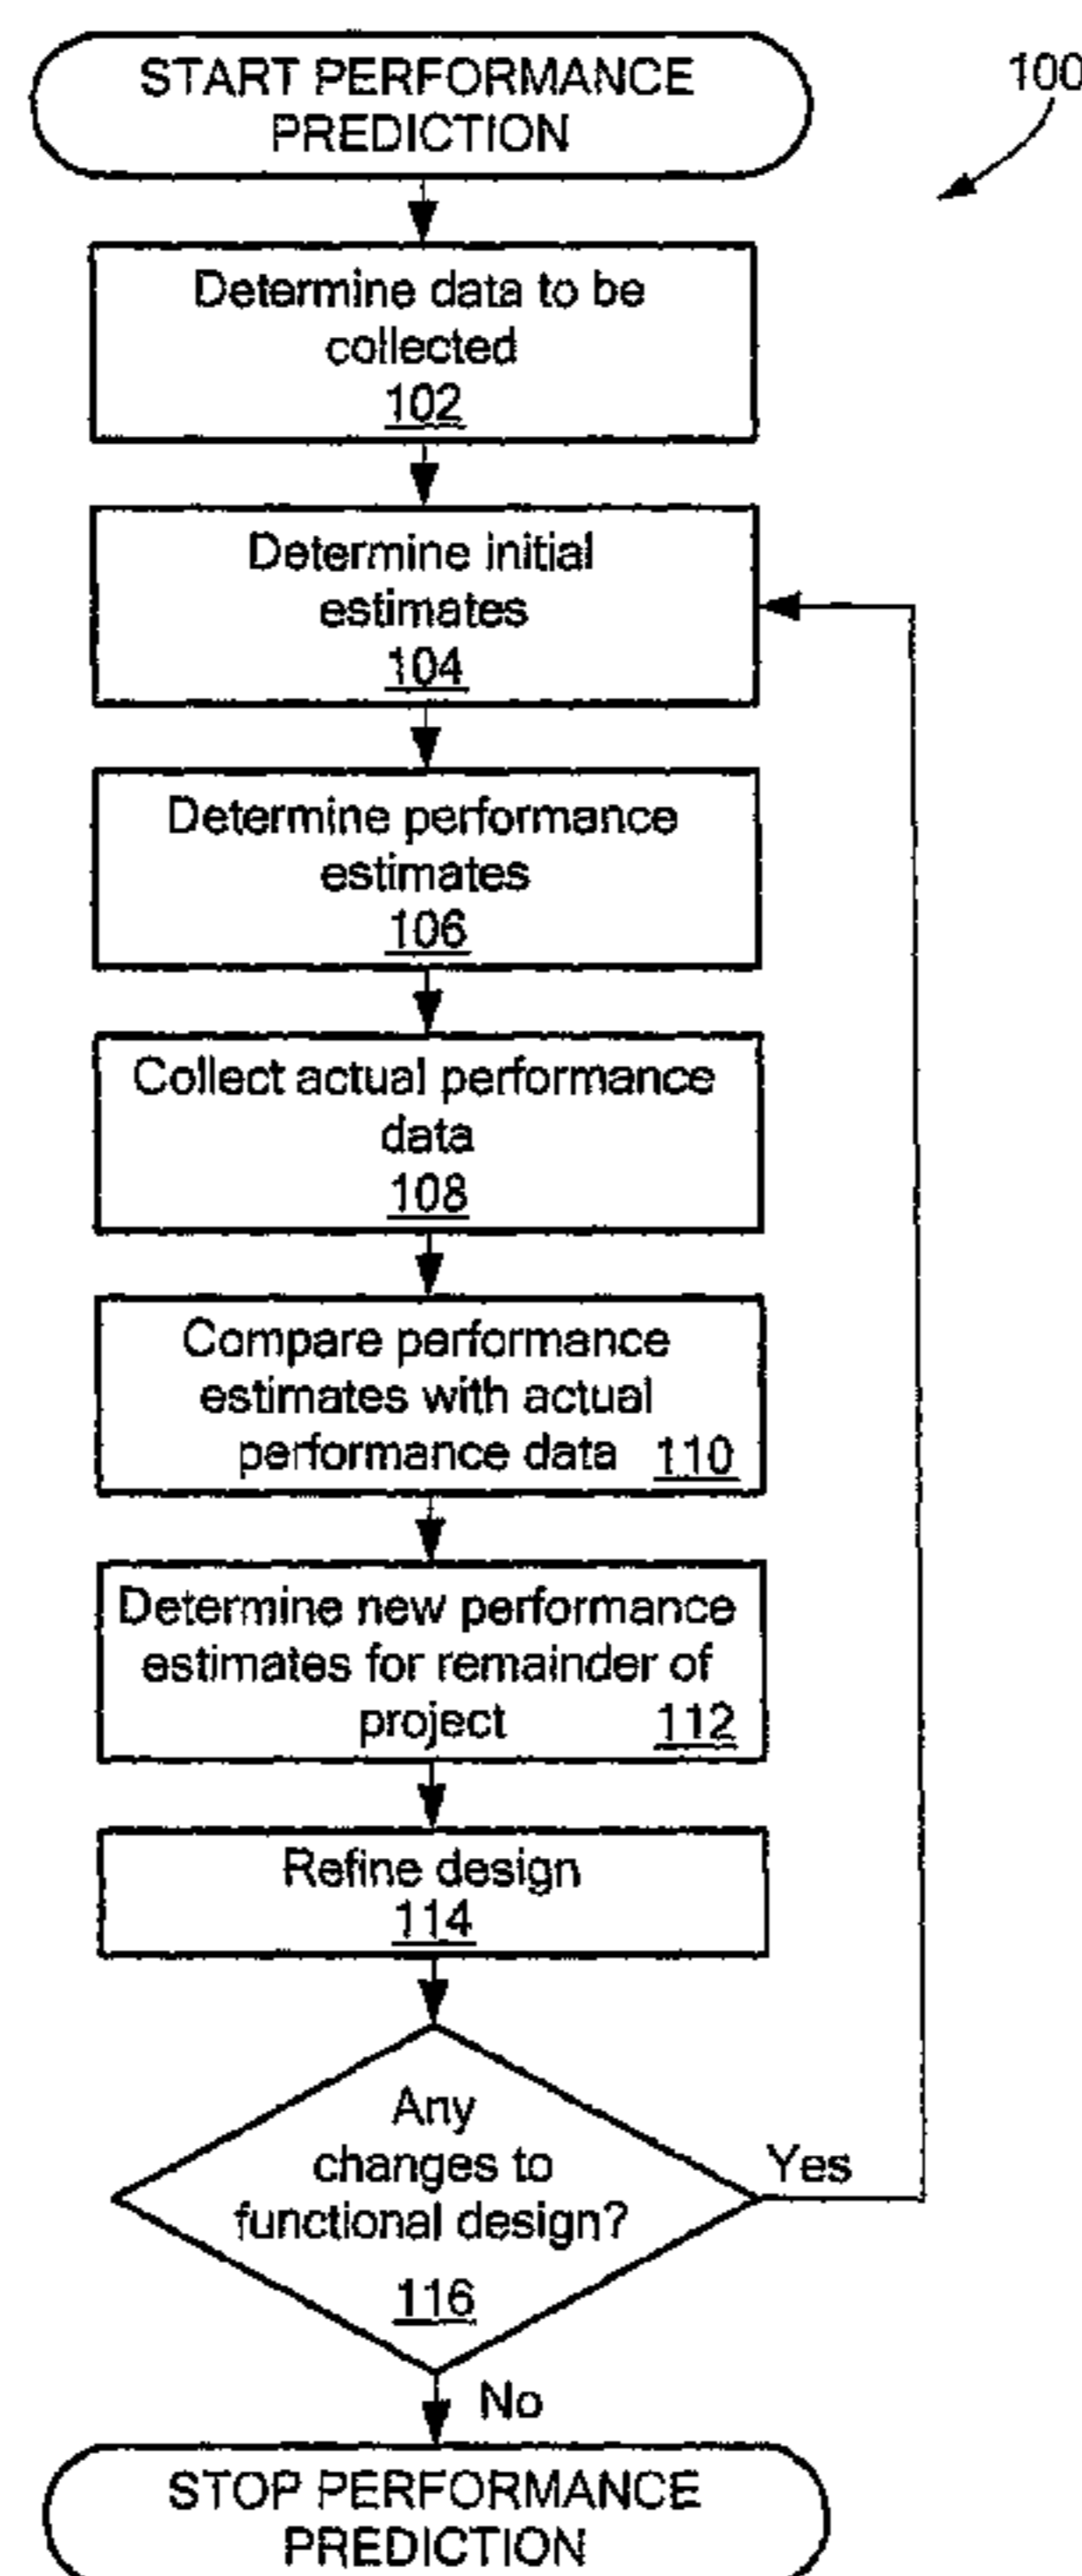 START PERFORMANCE
PREDICTION
100
Determine data to be
collected
102
Determine initial
estimates
104
Determine performance
estimates
106
Collect actual performance
data
108
Compare performance
estimates with actual
performance data 110
Determine new performance
estimates for remainder of
project 112
Refine design
114
Any
changes to
functional design?
116
Yes
No
STOP PERFORMANCE
PREDICTION